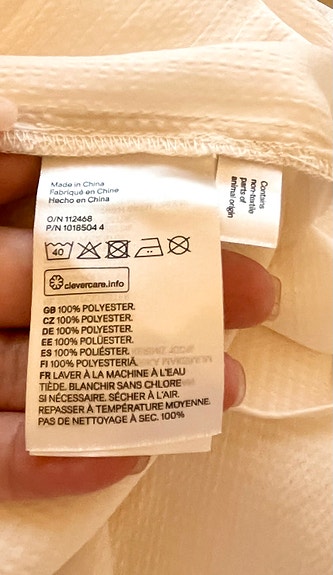 Made in China
Fabriqué en Chine
Hecho en China
O/N 112468
P/N 1018504 4
40
clevercare.info
GB 100% POLYESTER.
CZ 100% POLYESTER.
DE 100% POLYESTER.
EE 100% POLÜESTER.
ES 100% POLIÉSTER.
FI 100% POLYESTERIÄ.
FR LAVER À LA MACHINE À L'EAU
TIÈDE. BLANCHIR SANS CHLORE
SI NÉCESSAIRE. SÉCHER À L'AIR.
REPASSER À TEMPÉRATURE MOYENNE.
PAS DE NETTOYAGE À SEC. 100%
Contains
non-textile
parts of
animal origin